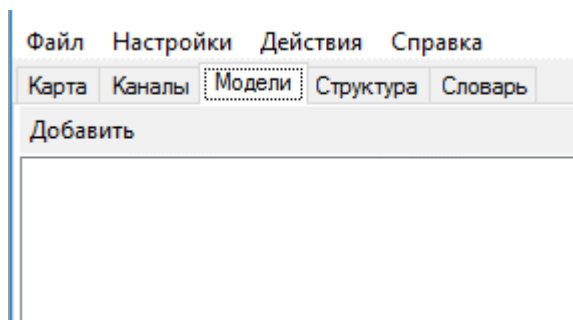 Файл Настройки Действия Справка
Карта Каналы Модели Структура Словарь
Добавить